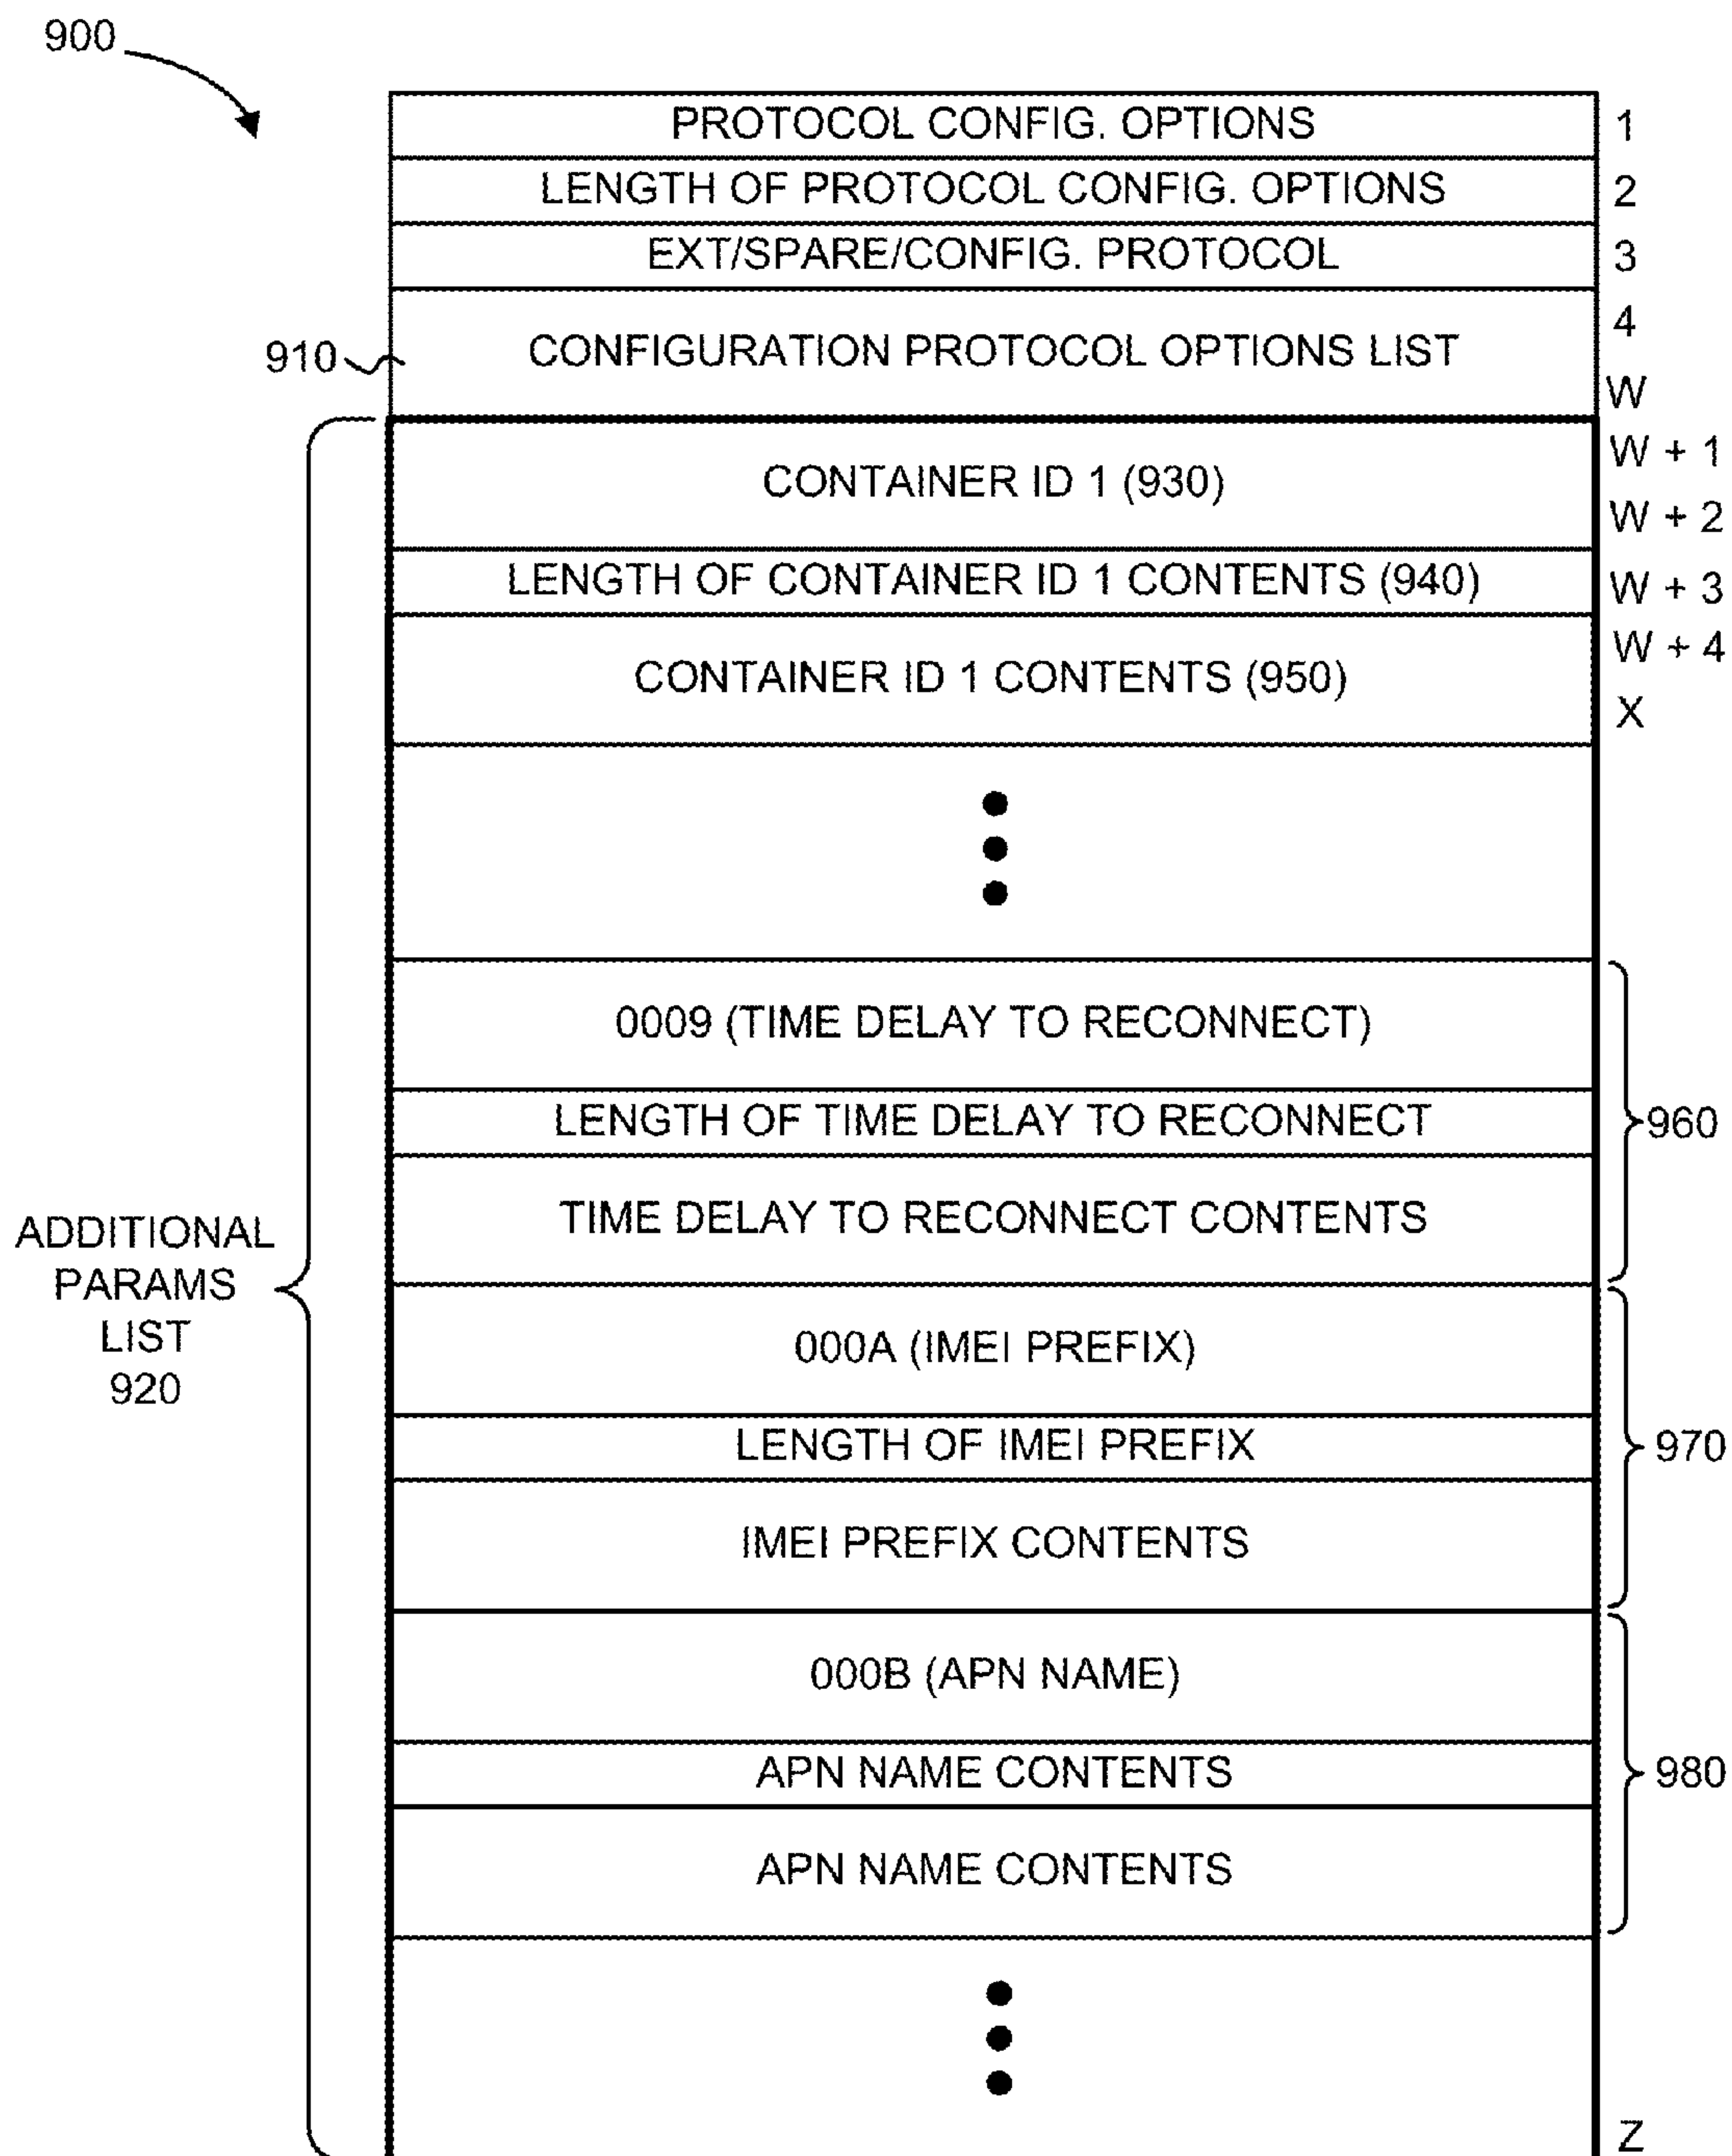 900
PROTOCOL CONFIG. OPTIONS 1
LENGTH OF PROTOCOL CONFIG. OPTIONS 2
EXT/SPARE/CONFIG. PROTOCOL 3
4
910 CONFIGURATION PROTOCOL OPTIONS LIST
W
W + 1
CONTAINER ID 1 (930)
W + 2
LENGTH OF CONTAINER ID 1 CONTENTS (940) W + 3
W + 4
CONTAINER ID 1 CONTENTS (950)
X
0009 (TIME DELAY TO RECONNECT)
LENGTH OF TIME DELAY TO RECONNECT 960
TIME DELAY TO RECONNECT CONTENTS
ADDITIONAL
PARAMS
LIST
920
000A (IMEI PREFIX)
LENGTH OF IMEI PREFIX 970
IMEI PREFIX CONTENTS
000B (APN NAME)
APN NAME CONTENTS 980
APN NAME CONTENTS
Z